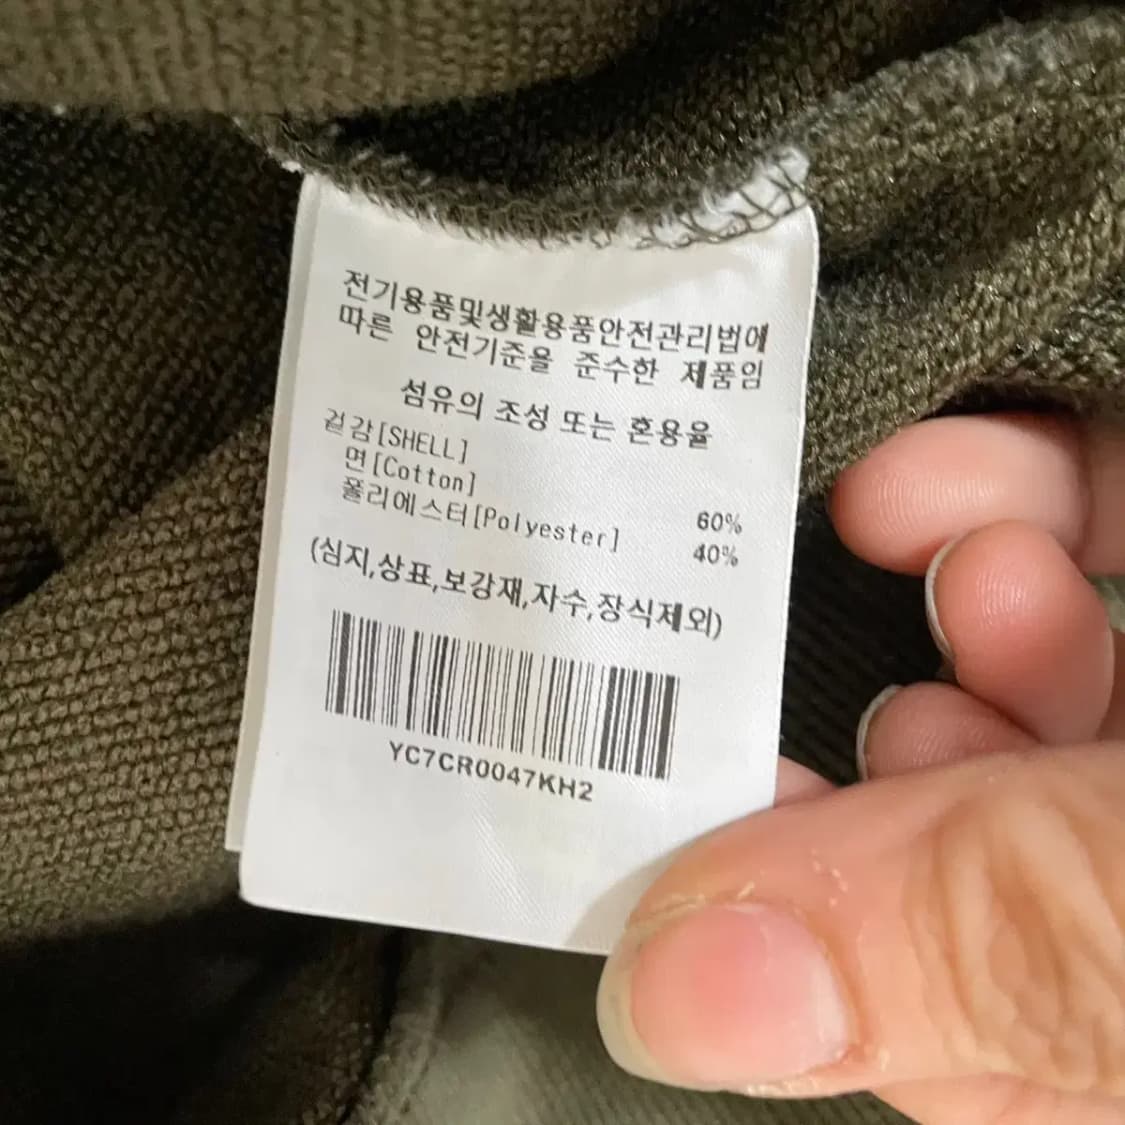 전기용품및생활용품안전관리법에
따른 안전기준을 준수한 제품임
섬유의 조성 또는 혼용율
겉감[SHELL]
면[Cotton] 60%
폴리에스터[Polyester] 40%
(심지,상표,보강재,자수,장식제외)
YC7CR0047KH2